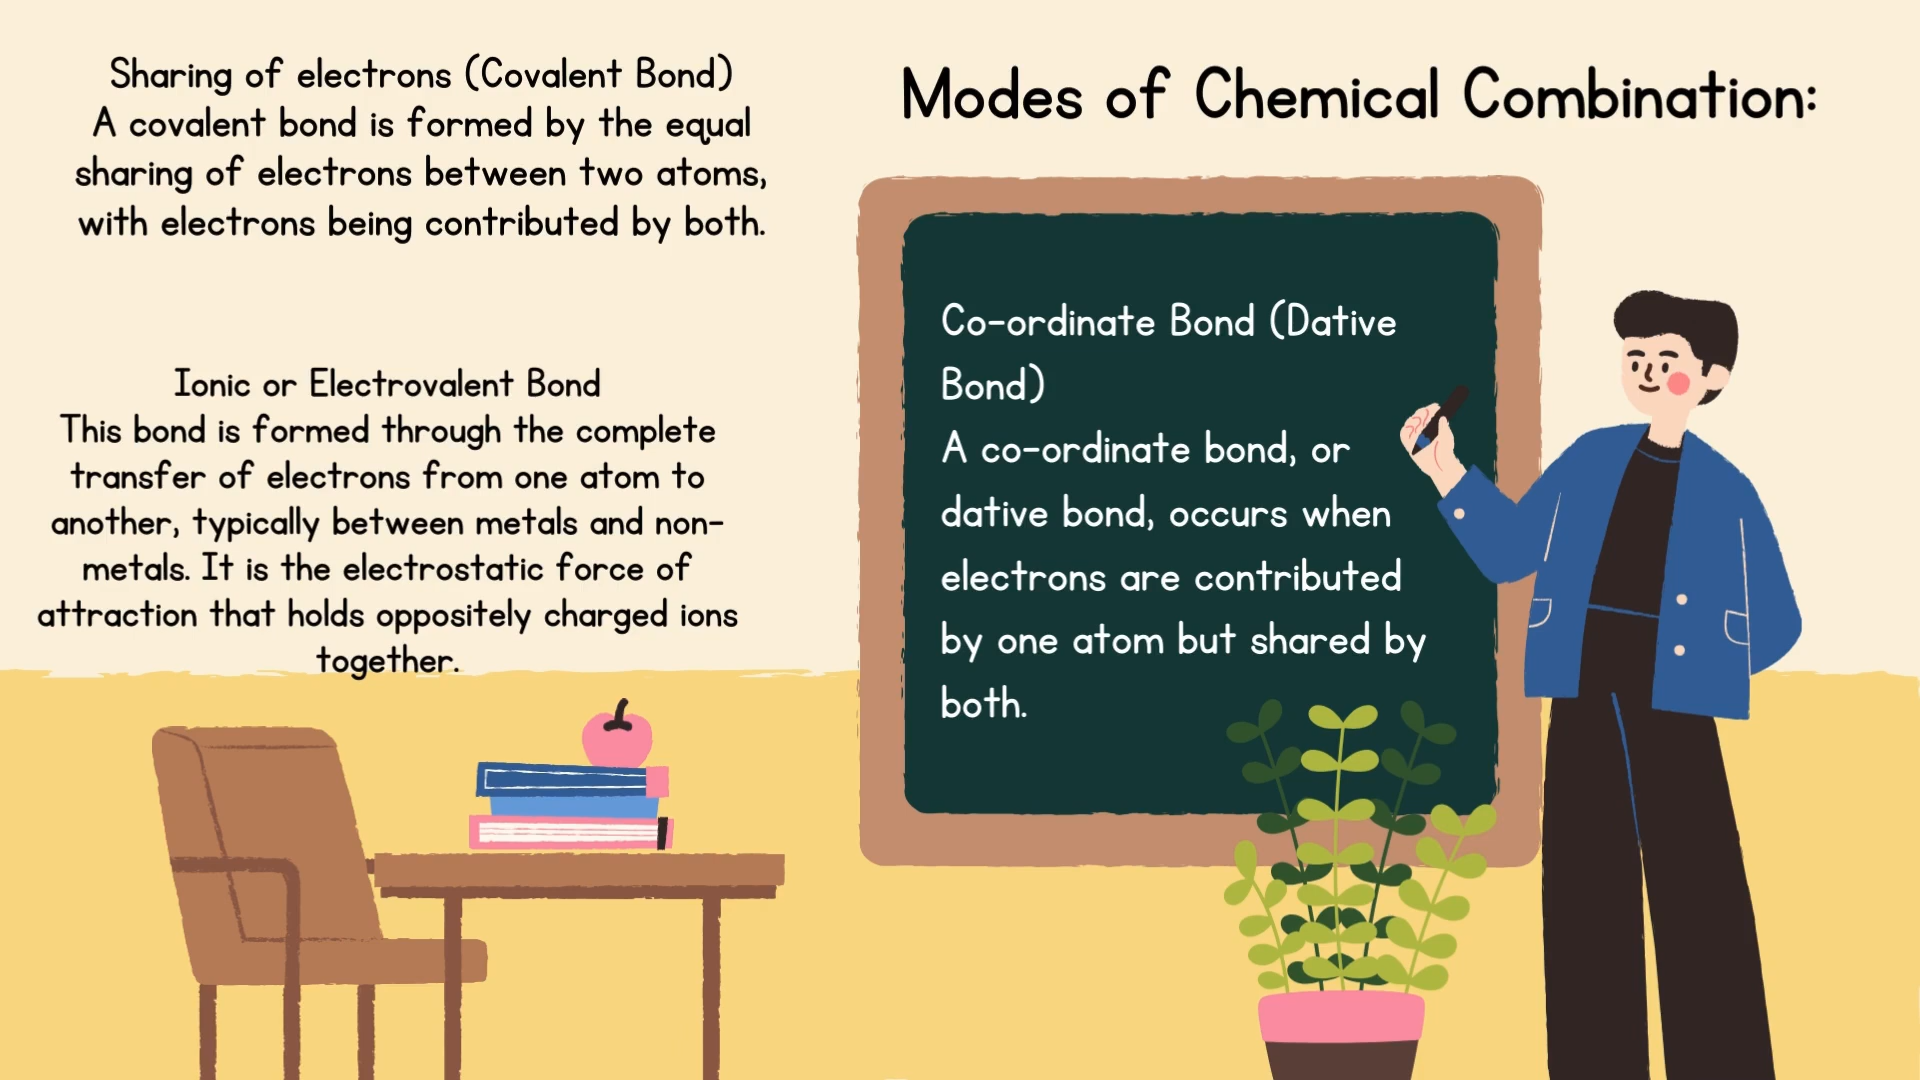 Modes of Chemical Combination:
Sharing of electrons (Covalent Bond)
A covalent bond is formed by the equal
sharing of electrons between two atoms,
with electrons being contributed by both.
Ionic or Electrovalent Bond
This bond is formed through the complete
transfer of electrons from one atom to
another, typically between metals and non-
metals. It is the electrostatic force of
attraction that holds oppositely charged ions
together.
Co-ordinate Bond (Dative
Bond)
A co-ordinate bond, or
dative bond, occurs when
electrons are contributed
by one atom but shared by
both.